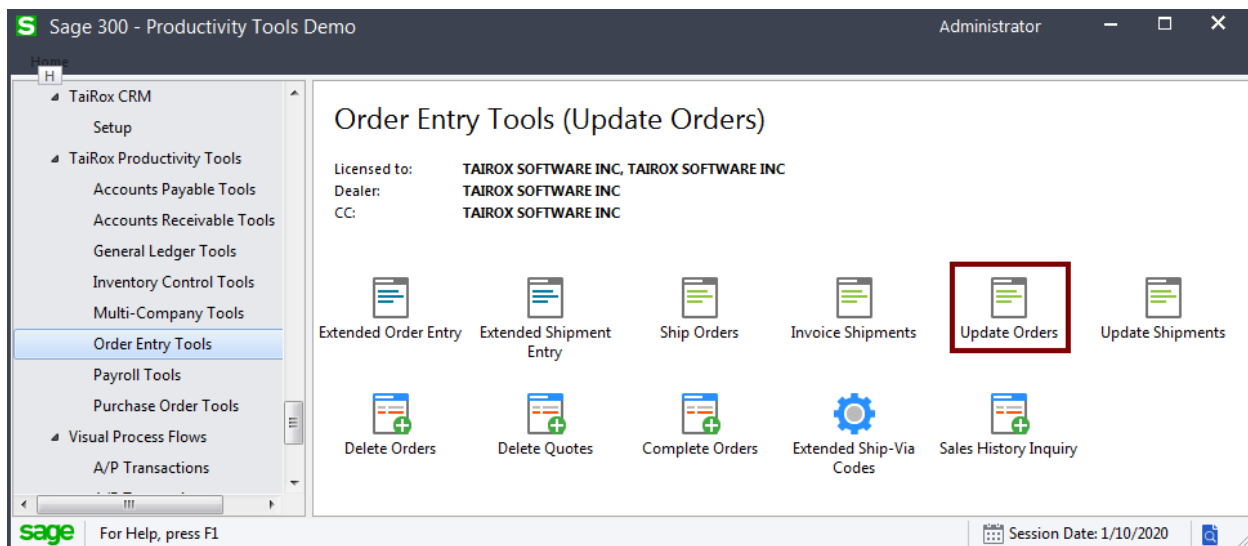 S Sage 300 - Productivity Tools Demo
Administrator
Home
H
TaiRox CRM
Setup
TaiRox Productivity Tools
Accounts Payable Tools
Accounts Receivable Tools
General Ledger Tools
Inventory Control Tools
Multi-Company Tools
Order Entry Tools
Payroll Tools
Purchase Order Tools
Visual Process Flows
A/P Transactions
Order Entry Tools (Update Orders)
Licensed to: TAIROX SOFTWARE INC, TAIROX SOFTWARE INC
Dealer: TAIROX SOFTWARE INC
CC: TAIROX SOFTWARE INC
Extended Order Entry
Extended Shipment
Entry
Ship Orders
Invoice Shipments
Update Orders
Update Shipments
Delete Orders
Delete Quotes
Complete Orders
Extended Ship-Via
Codes
Sales History Inquiry
sage
For Help, press F1
Session Date: 1/10/2020